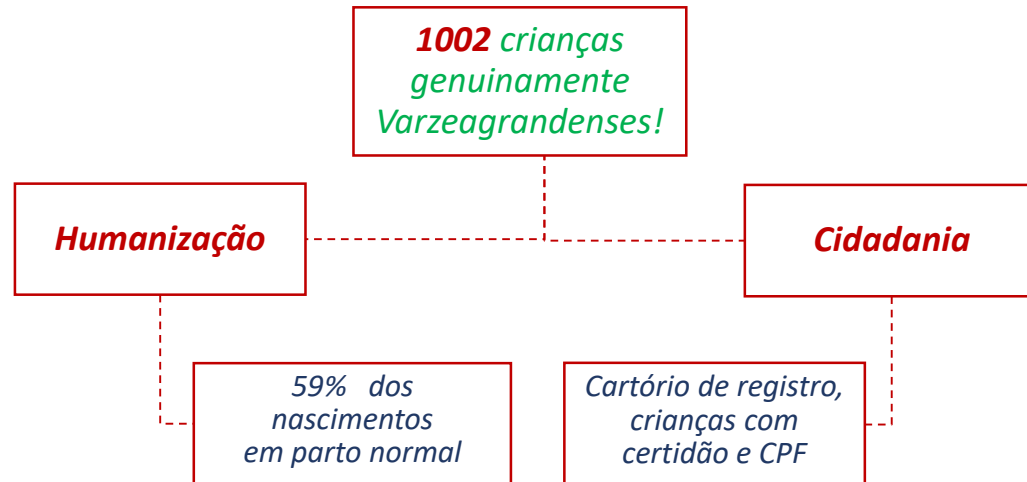 1002 crianças
genuinamente
Varzeagrandenses!
Humanização
Cidadania
59% dos
nascimentos
em parto normal
Cartório de registro,
crianças com
certidão e CPF